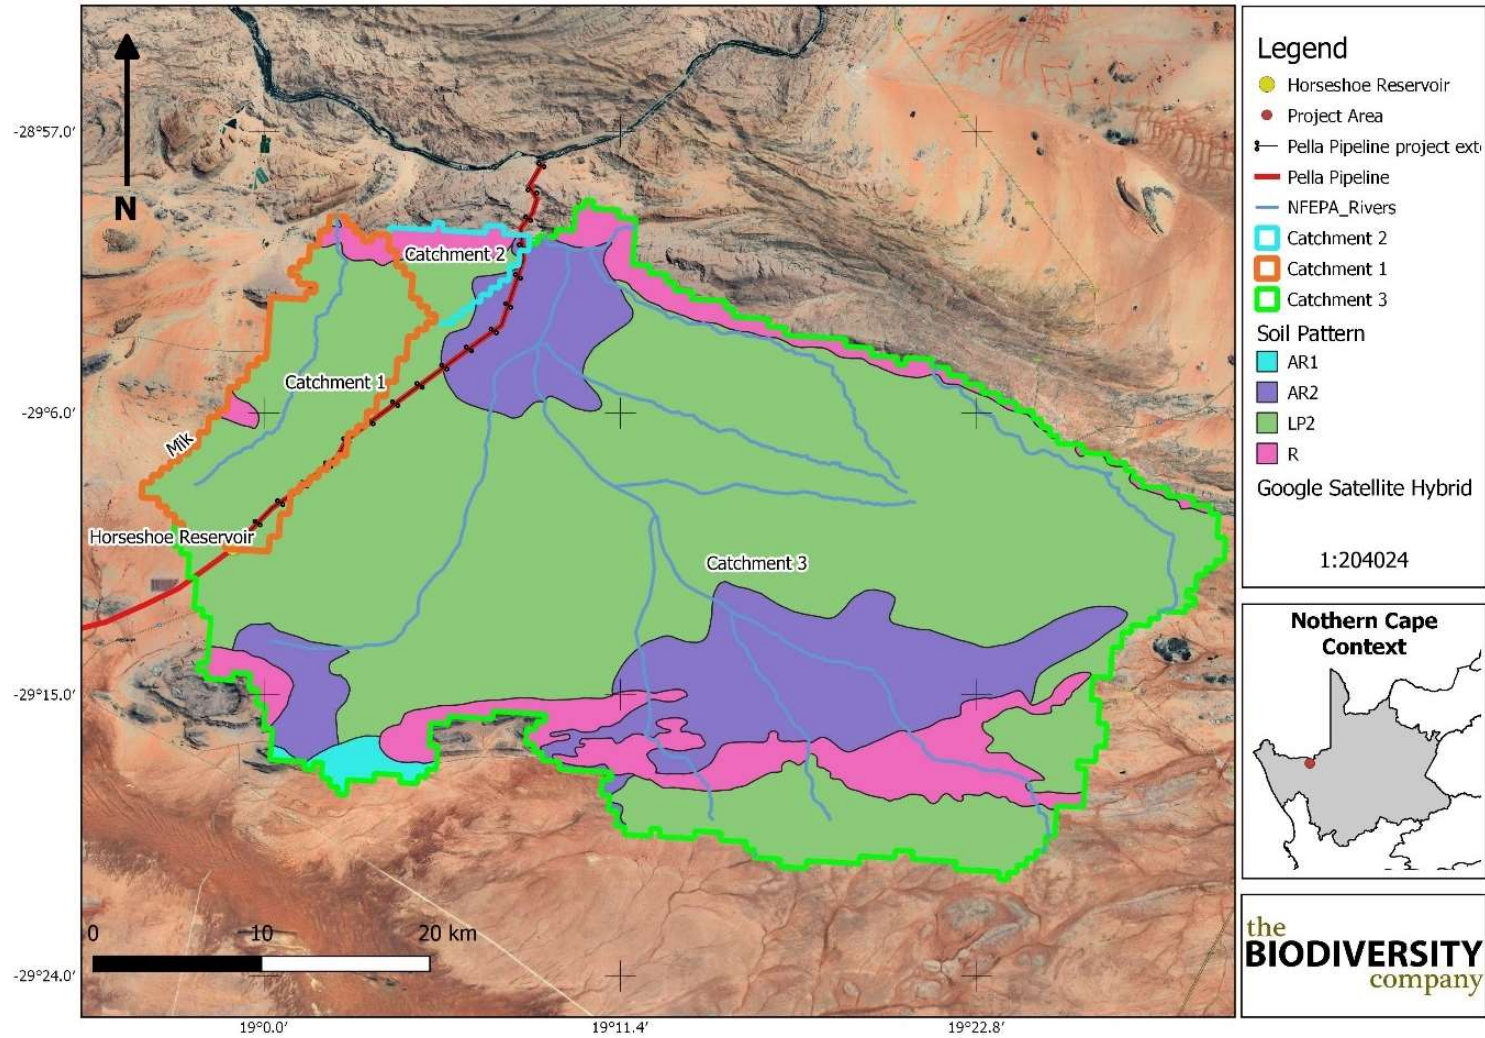 -28°57.0'
-29°6.0'
-29°15.0'
-29°24.0'
N
Catchment 2
Catchment 1
Mik
Horseshoe Reservoir
Catchment 3
0
10
20 km
19°0.0'
19°11.4'
19°22.8'
Legend
Horseshoe Reservoir
Project Area
Pella Pipeline project ext
Pella Pipeline
NFEPA_Rivers
Catchment 2
Catchment 1
Catchment 3
Soil Pattern
AR1
AR2
LP2
R
Google Satellite Hybrid
1:204024
Nothern Cape
Context
the
BIODIVERSITY
company